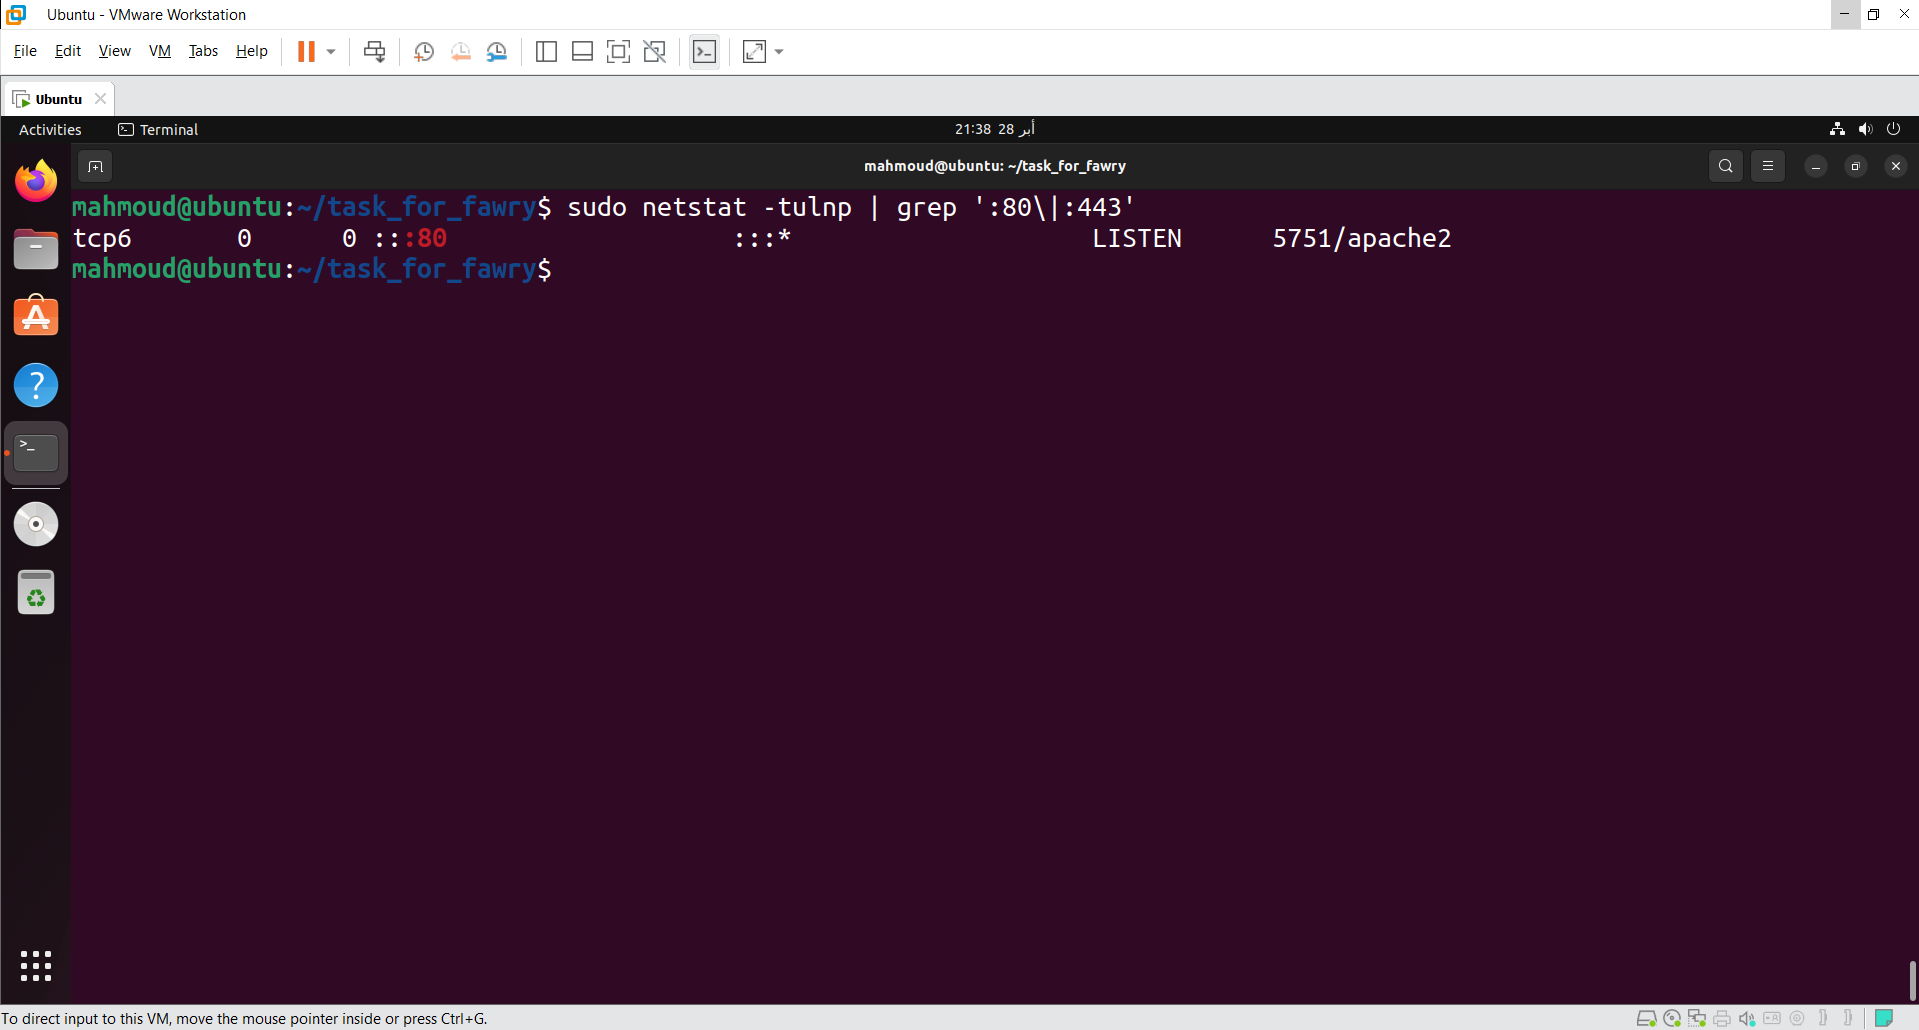 Ubuntu - VMware Workstation
File Edit View VM Tabs Help
Ubuntu
Activities Terminal 21:38 28 أبر
mahmoud@ubuntu: ~/task_for_fawry
mahmoud@ubuntu:~/task_for_fawry$ sudo netstat -tulnp | grep ':80\|:443'
tcp6 0 0 :::80 :::* LISTEN 5751/apache2
mahmoud@ubuntu:~/task_for_fawry$
To direct input to this VM, move the mouse pointer inside or press Ctrl+G.